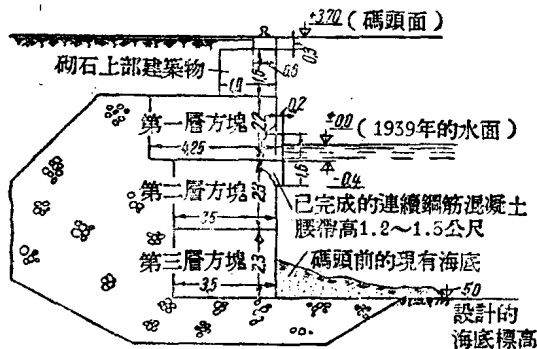 +3.70 (碼頭面)
0.3
砌石上部建築物
1.6
0.6
1.0
0.2
第一層方塊
2.2
±0.0 (1939年的水面)
4.25
1.6
-0.4
第二層方塊
2.3
已完成的連續鋼筋混凝土
腰帶高1.2～1.5公尺
3.5
碼頭前的現有海底
第三層方塊
2.3
3.5
5.0
設計的
海底標高